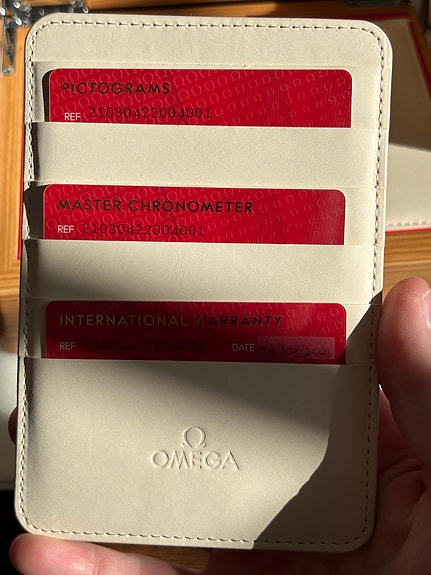 PICTOGRAMS
REF 21030422004001
MASTER CHRONOMETER
REF 21030422004001
INTERNATIONAL WARRANTY
REF DATE
Ω
OMEGA